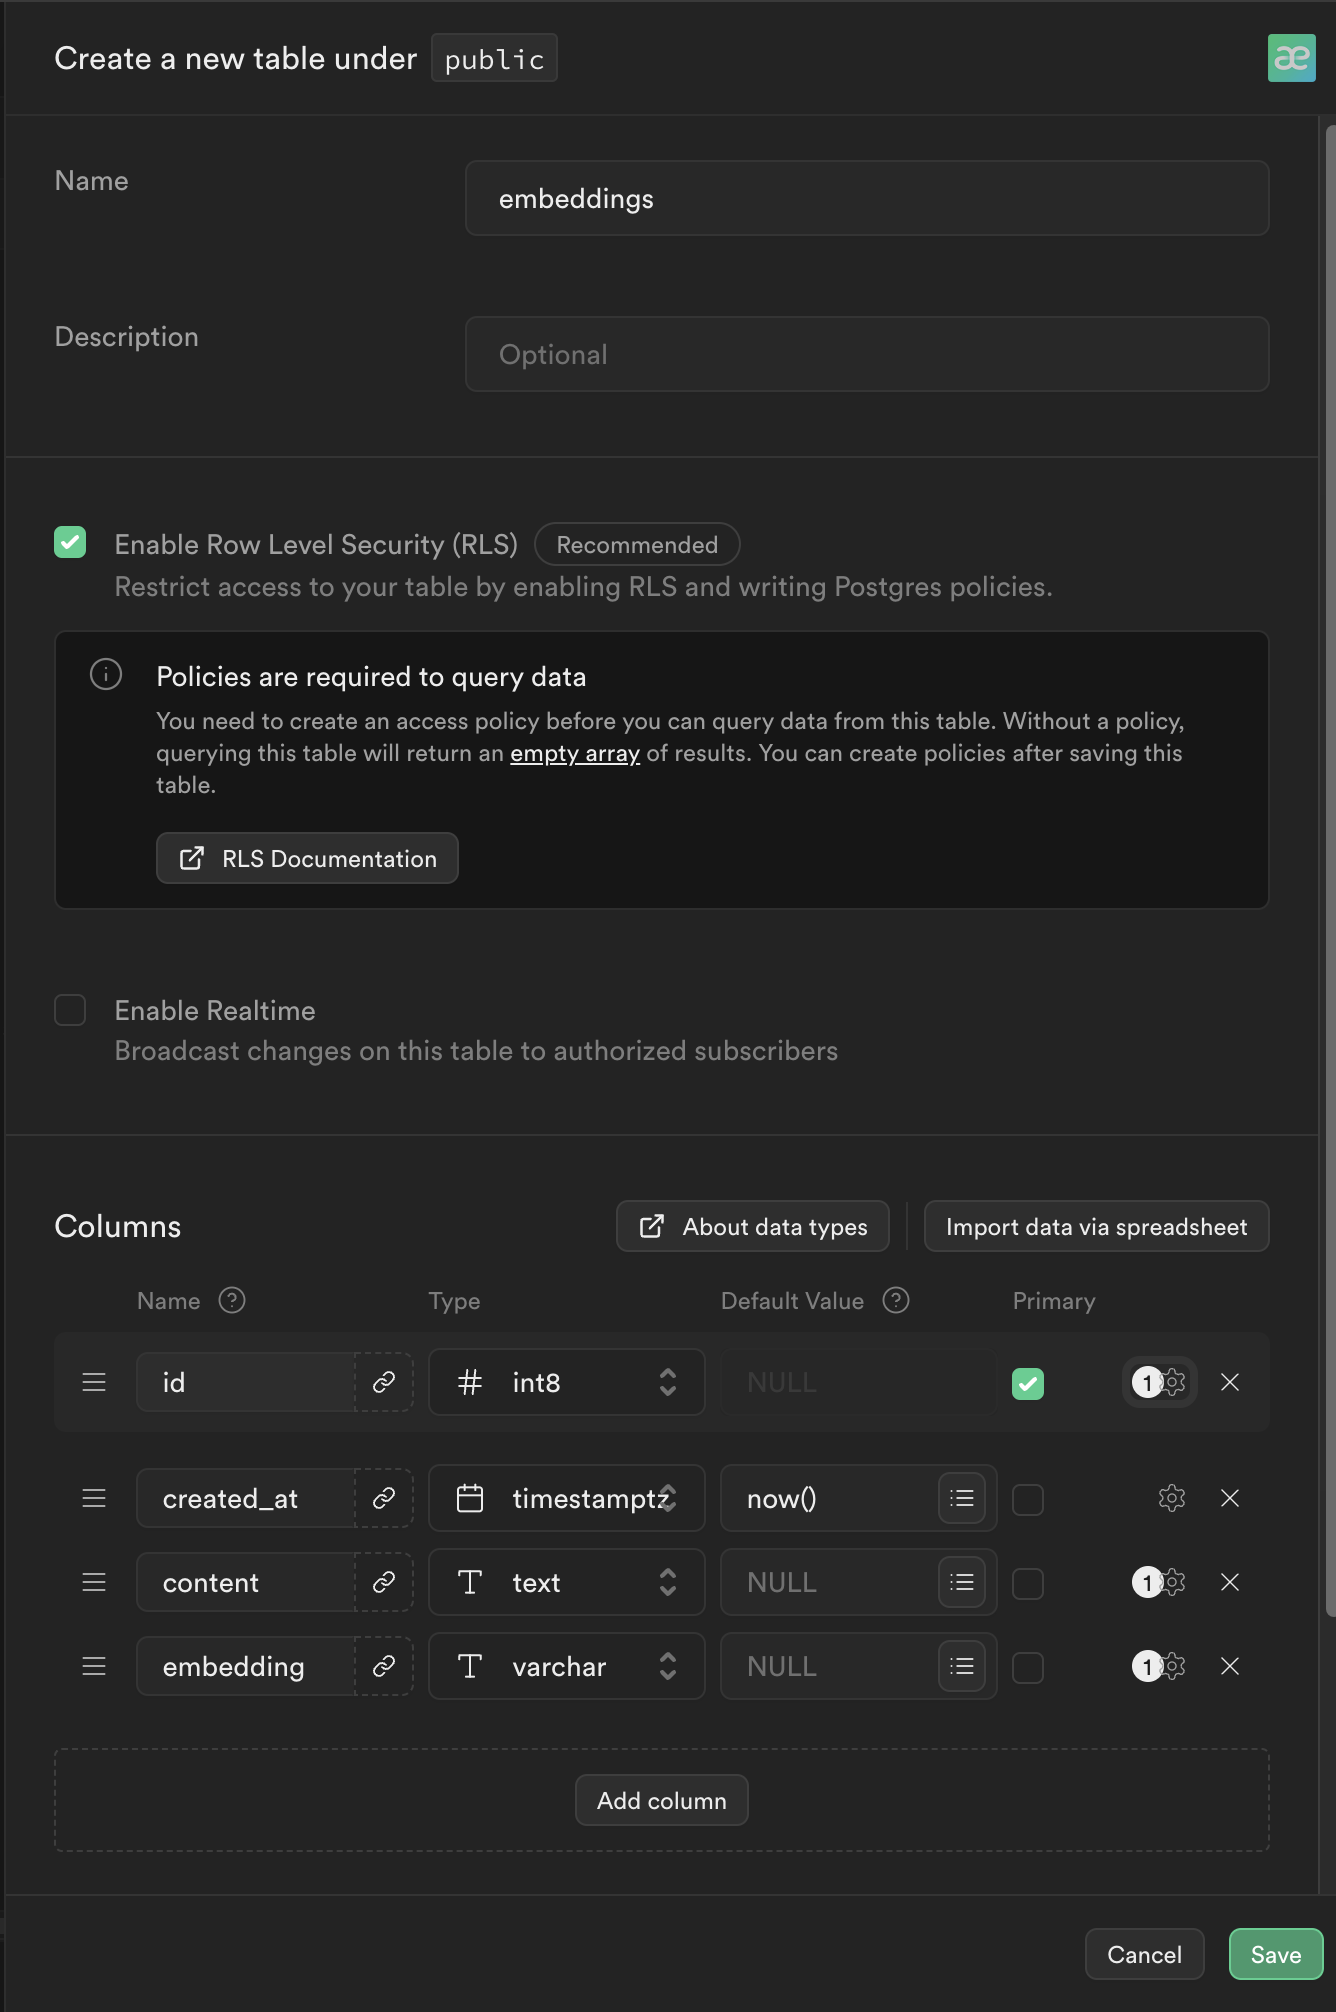 Create a new table under public
æ
Name
embeddings
Description
Optional
Enable Row Level Security (RLS) Recommended
Restrict access to your table by enabling RLS and writing Postgres policies.
Policies are required to query data
You need to create an access policy before you can query data from this table. Without a policy,
querying this table will return an empty array of results. You can create policies after saving this
table.
RLS Documentation
Enable Realtime
Broadcast changes on this table to authorized subscribers
Columns About data types Import data via spreadsheet
Name Type Default Value Primary
id int8 NULL 1
created_at timestamptz now()
content text NULL 1
embedding varchar NULL 1
Add column
Cancel Save